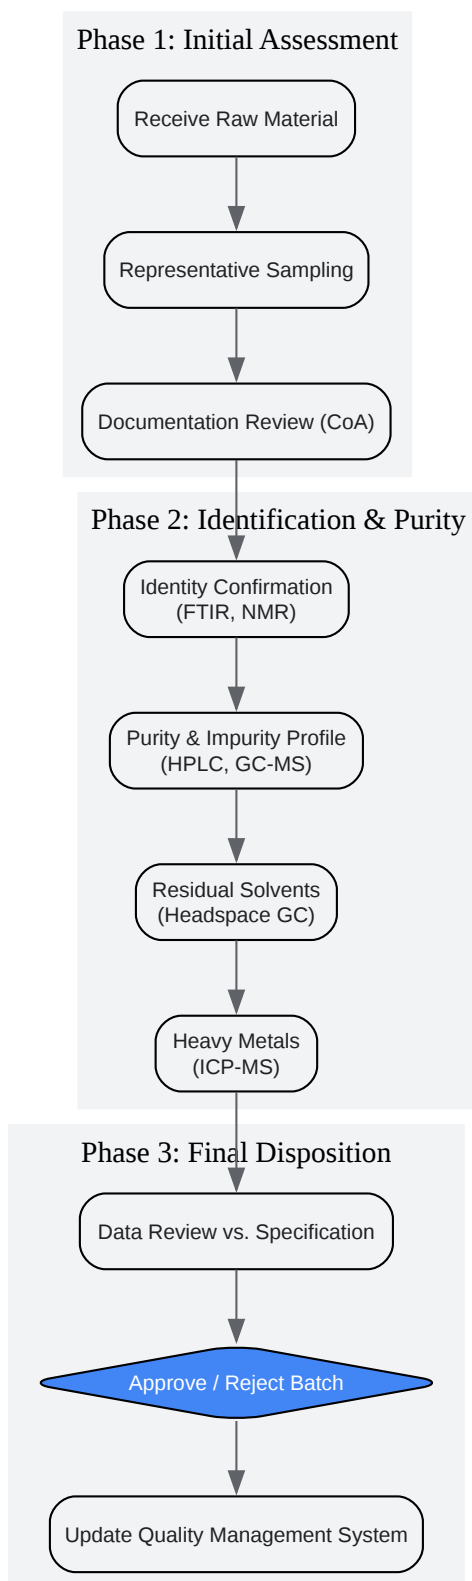 Phase 1: Initial Assessment
Receive Raw Material
Representative Sampling
Documentation Review (CoA)
Phase 2: Identification & Purity
Identity Confirmation
(FTIR, NMR)
Purity & Impurity Profile
(HPLC, GC-MS)
Residual Solvents
(Headspace GC)
Heavy Metals
(ICP-MS)
Phase 3: Final Disposition
Data Review vs. Specification
Approve / Reject Batch
Update Quality Management System